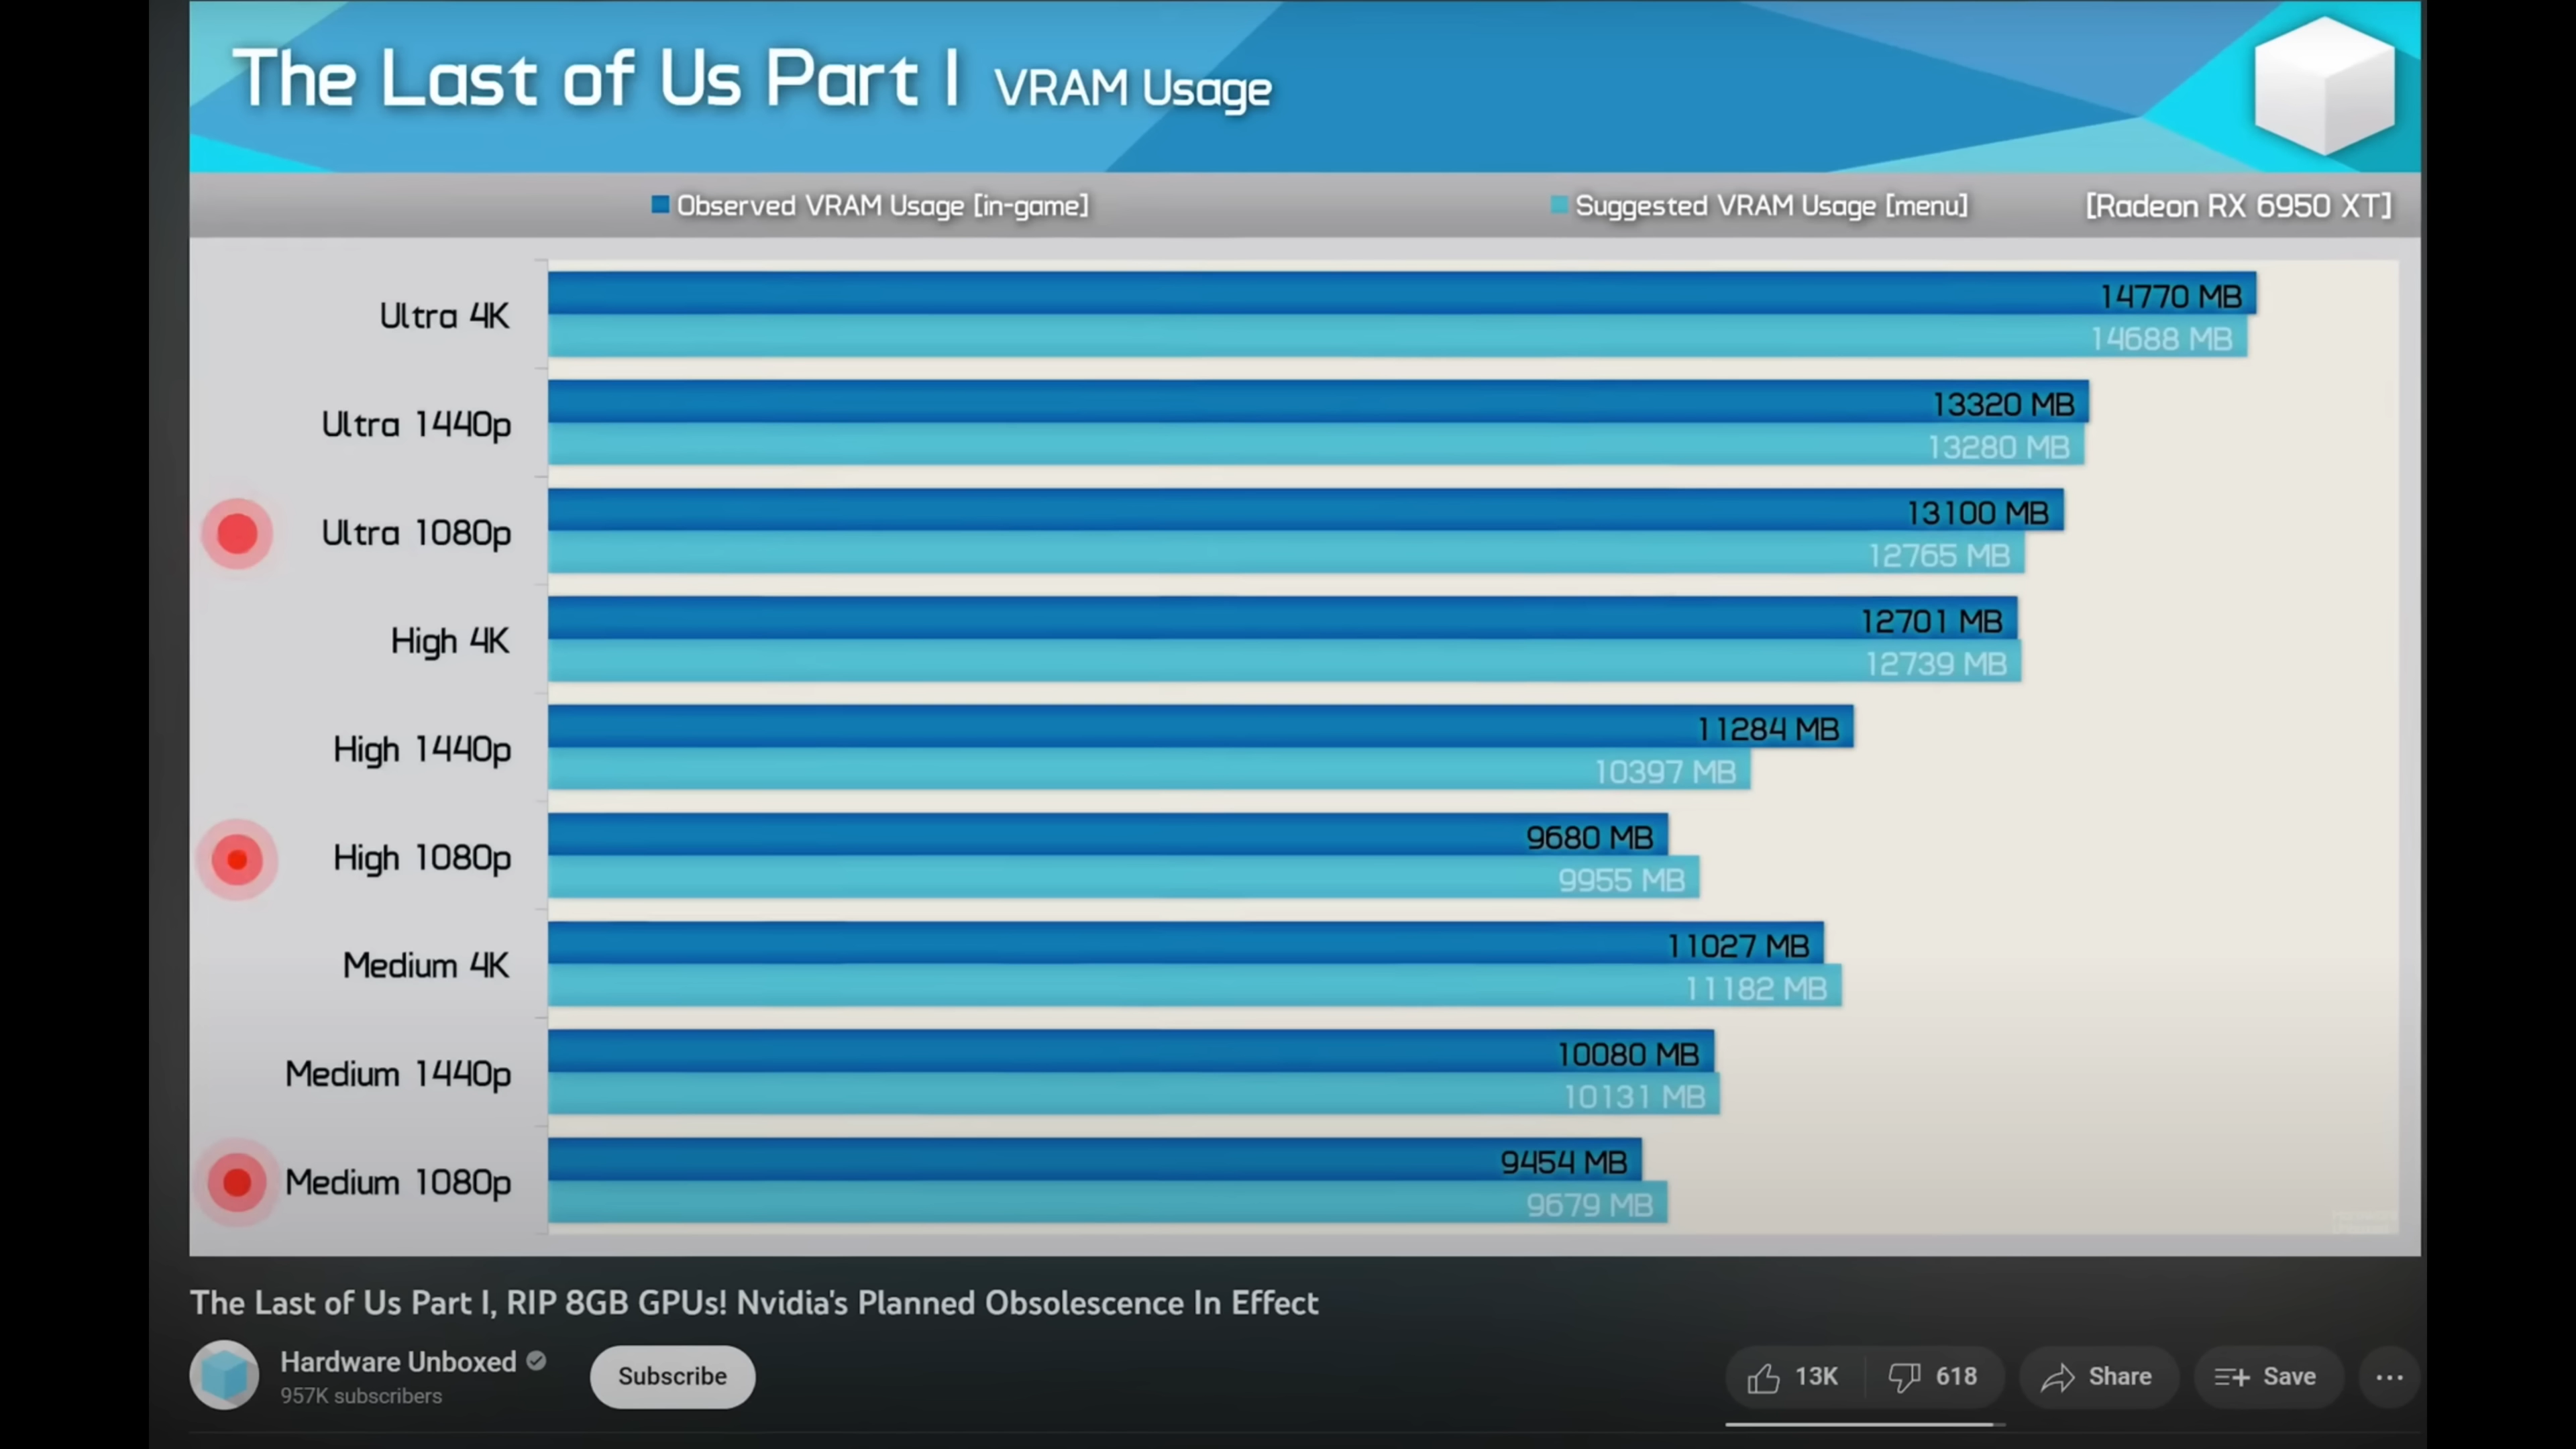 The Last of Us Part I VRAM Usage
Observed VRAM Usage [in-game] Suggested VRAM Usage [menu] [Radeon RX 6950 XT]
Ultra 4K
14770 MB
14688 MB
Ultra 1440p
13320 MB
13280 MB
Ultra 1080p
13100 MB
12765 MB
High 4K
12701 MB
12739 MB
High 1440p
11284 MB
10397 MB
High 1080p
9680 MB
9955 MB
Medium 4K
11027 MB
11182 MB
Medium 1440p
10080 MB
10131 MB
Medium 1080p
9454 MB
9679 MB
The Last of Us Part I, RIP 8GB GPUs! Nvidia's Planned Obsolescence In Effect
Hardware Unboxed
957K subscribers
Subscribe
13K
618
Share
Save